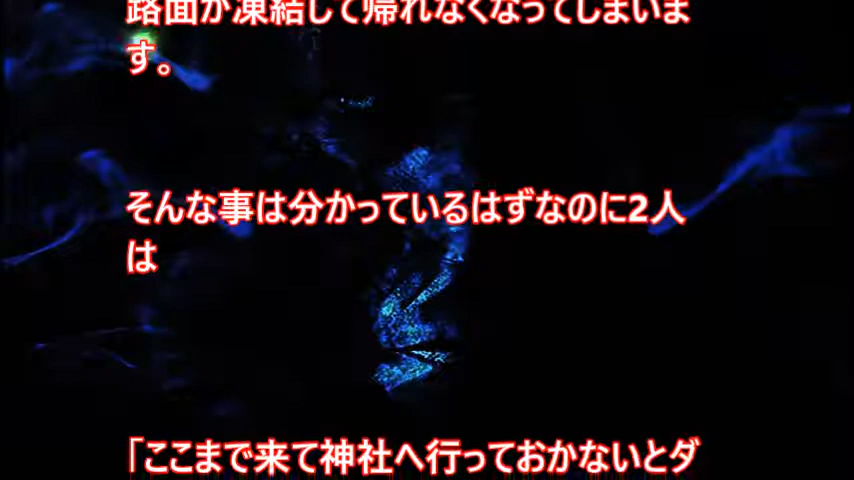 路面が凍結して帰れなくなってしまいま
す。
そんな事は分かっているはずなのに2人
は
「ここまで来て神社へ行っておかないとダ